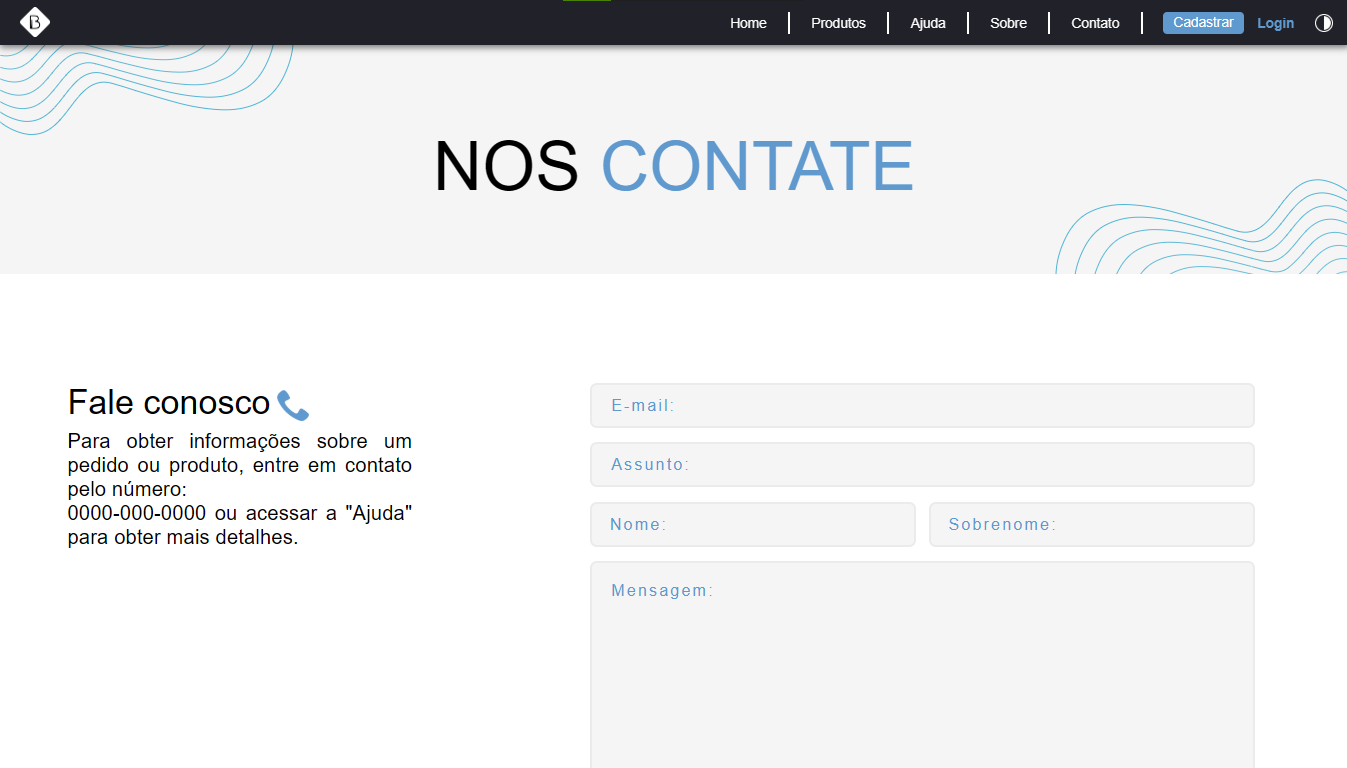 B
Home Produtos Ajuda Sobre Contato Cadastrar Login
NOS CONTATE
Fale conosco
Para obter informações sobre um
pedido ou produto, entre em contato
pelo número:
0000-000-0000 ou acessar a "Ajuda"
para obter mais detalhes.
E-mail:
Assunto:
Nome: Sobrenome:
Mensagem: